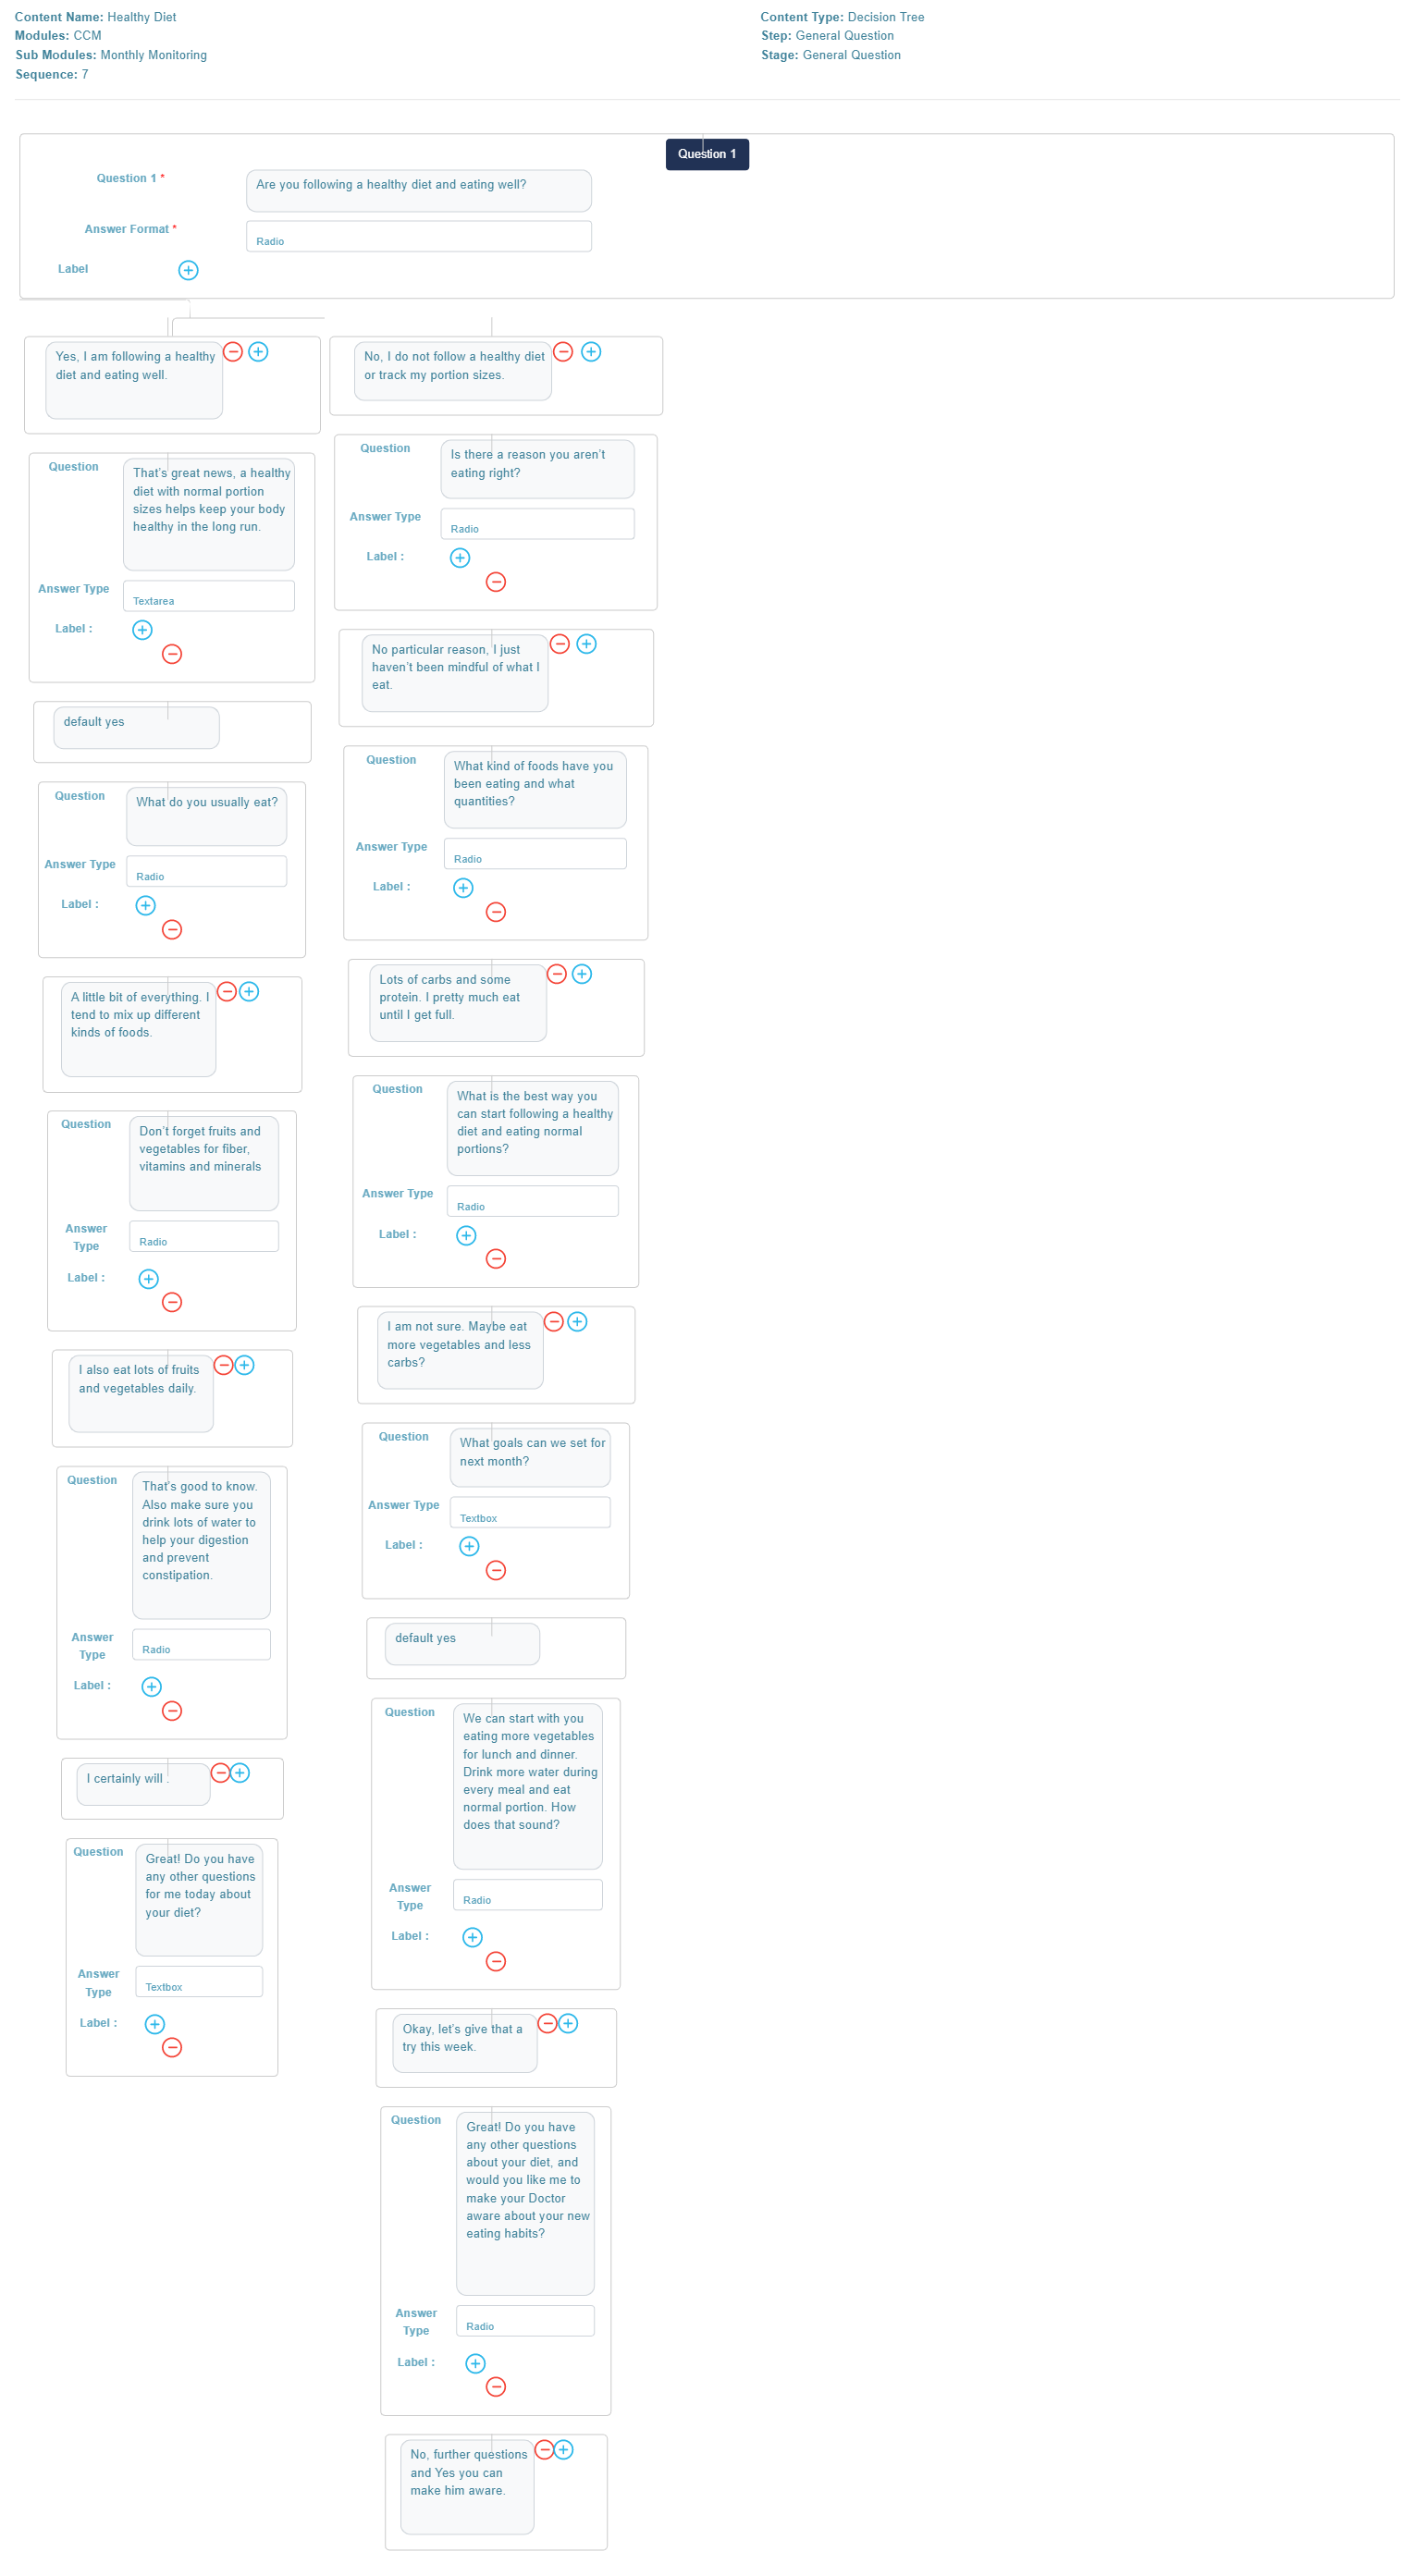 Content Name: Healthy Diet
Content Type: Decision Tree
Modules: CCM
Step: General Question
Sub Modules: Monthly Monitoring
Stage: General Question
Sequence: 7
Question 1
Question 1 *
Are you following a healthy diet and eating well?
Answer Format *
Radio
Label
Yes, I am following a healthy
diet and eating well.
Question
That's great news, a healthy
diet with normal portion
sizes helps keep your body
healthy in the long run.
Answer Type
Textarea
Label :
default yes
Question
What do you usually eat?
Answer Type
Radio
Label :
A little bit of everything. I
tend to mix up different
kinds of foods.
Question
Don't forget fruits and
vegetables for fiber,
vitamins and minerals
Answer
Type
Radio
Label :
I also eat lots of fruits
and vegetables daily.
Question
That's good to know.
Also make sure you
drink lots of water to
help your digestion
and prevent
constipation.
Answer
Type
Radio
Label :
I certainly will .
Question
Great! Do you have
any other questions
for me today about
your diet?
Answer
Type
Textbox
Label :
No, I do not follow a healthy diet
or track my portion sizes.
Question
Is there a reason you aren't
eating right?
Answer Type
Radio
Label :
No particular reason, I just
haven't been mindful of what I
eat.
Question
What kind of foods have you
been eating and what
quantities?
Answer Type
Radio
Label :
Lots of carbs and some
protein. I pretty much eat
until I get full.
Question
What is the best way you
can start following a healthy
diet and eating normal
portions?
Answer Type
Radio
Label :
I am not sure. Maybe eat
more vegetables and less
carbs?
Question
What goals can we set for
next month?
Answer Type
Textbox
Label :
default yes
Question
We can start with you
eating more vegetables
for lunch and dinner.
Drink more water during
every meal and eat
normal portion. How
does that sound?
Answer
Type
Radio
Label :
Okay, let's give that a
try this week.
Question
Great! Do you have
any other questions
about your diet, and
would you like me to
make your Doctor
aware about your new
eating habits?
Answer
Type
Radio
Label :
No, further questions
and Yes you can
make him aware.